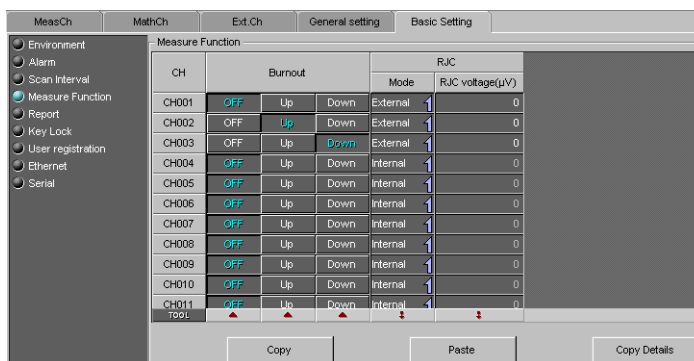 MeasCh MathCh Ext.Ch General setting Basic Setting
Environment
Alarm
Scan Interval
Measure Function
Report
Key Lock
User registration
Ethernet
Serial
Measure Function
CH Burnout RJC
Mode RJC voltage(µV)
CH001 OFF Up Down External 0
CH002 OFF Up Down External 0
CH003 OFF Up Down External 0
CH004 OFF Up Down Internal 0
CH005 OFF Up Down Internal 0
CH006 OFF Up Down Internal 0
CH007 OFF Up Down Internal 0
CH008 OFF Up Down Internal 0
CH009 OFF Up Down Internal 0
CH010 OFF Up Down Internal 0
CH011 OFF Up Down Internal 0
TOOL
Copy Paste Copy Details